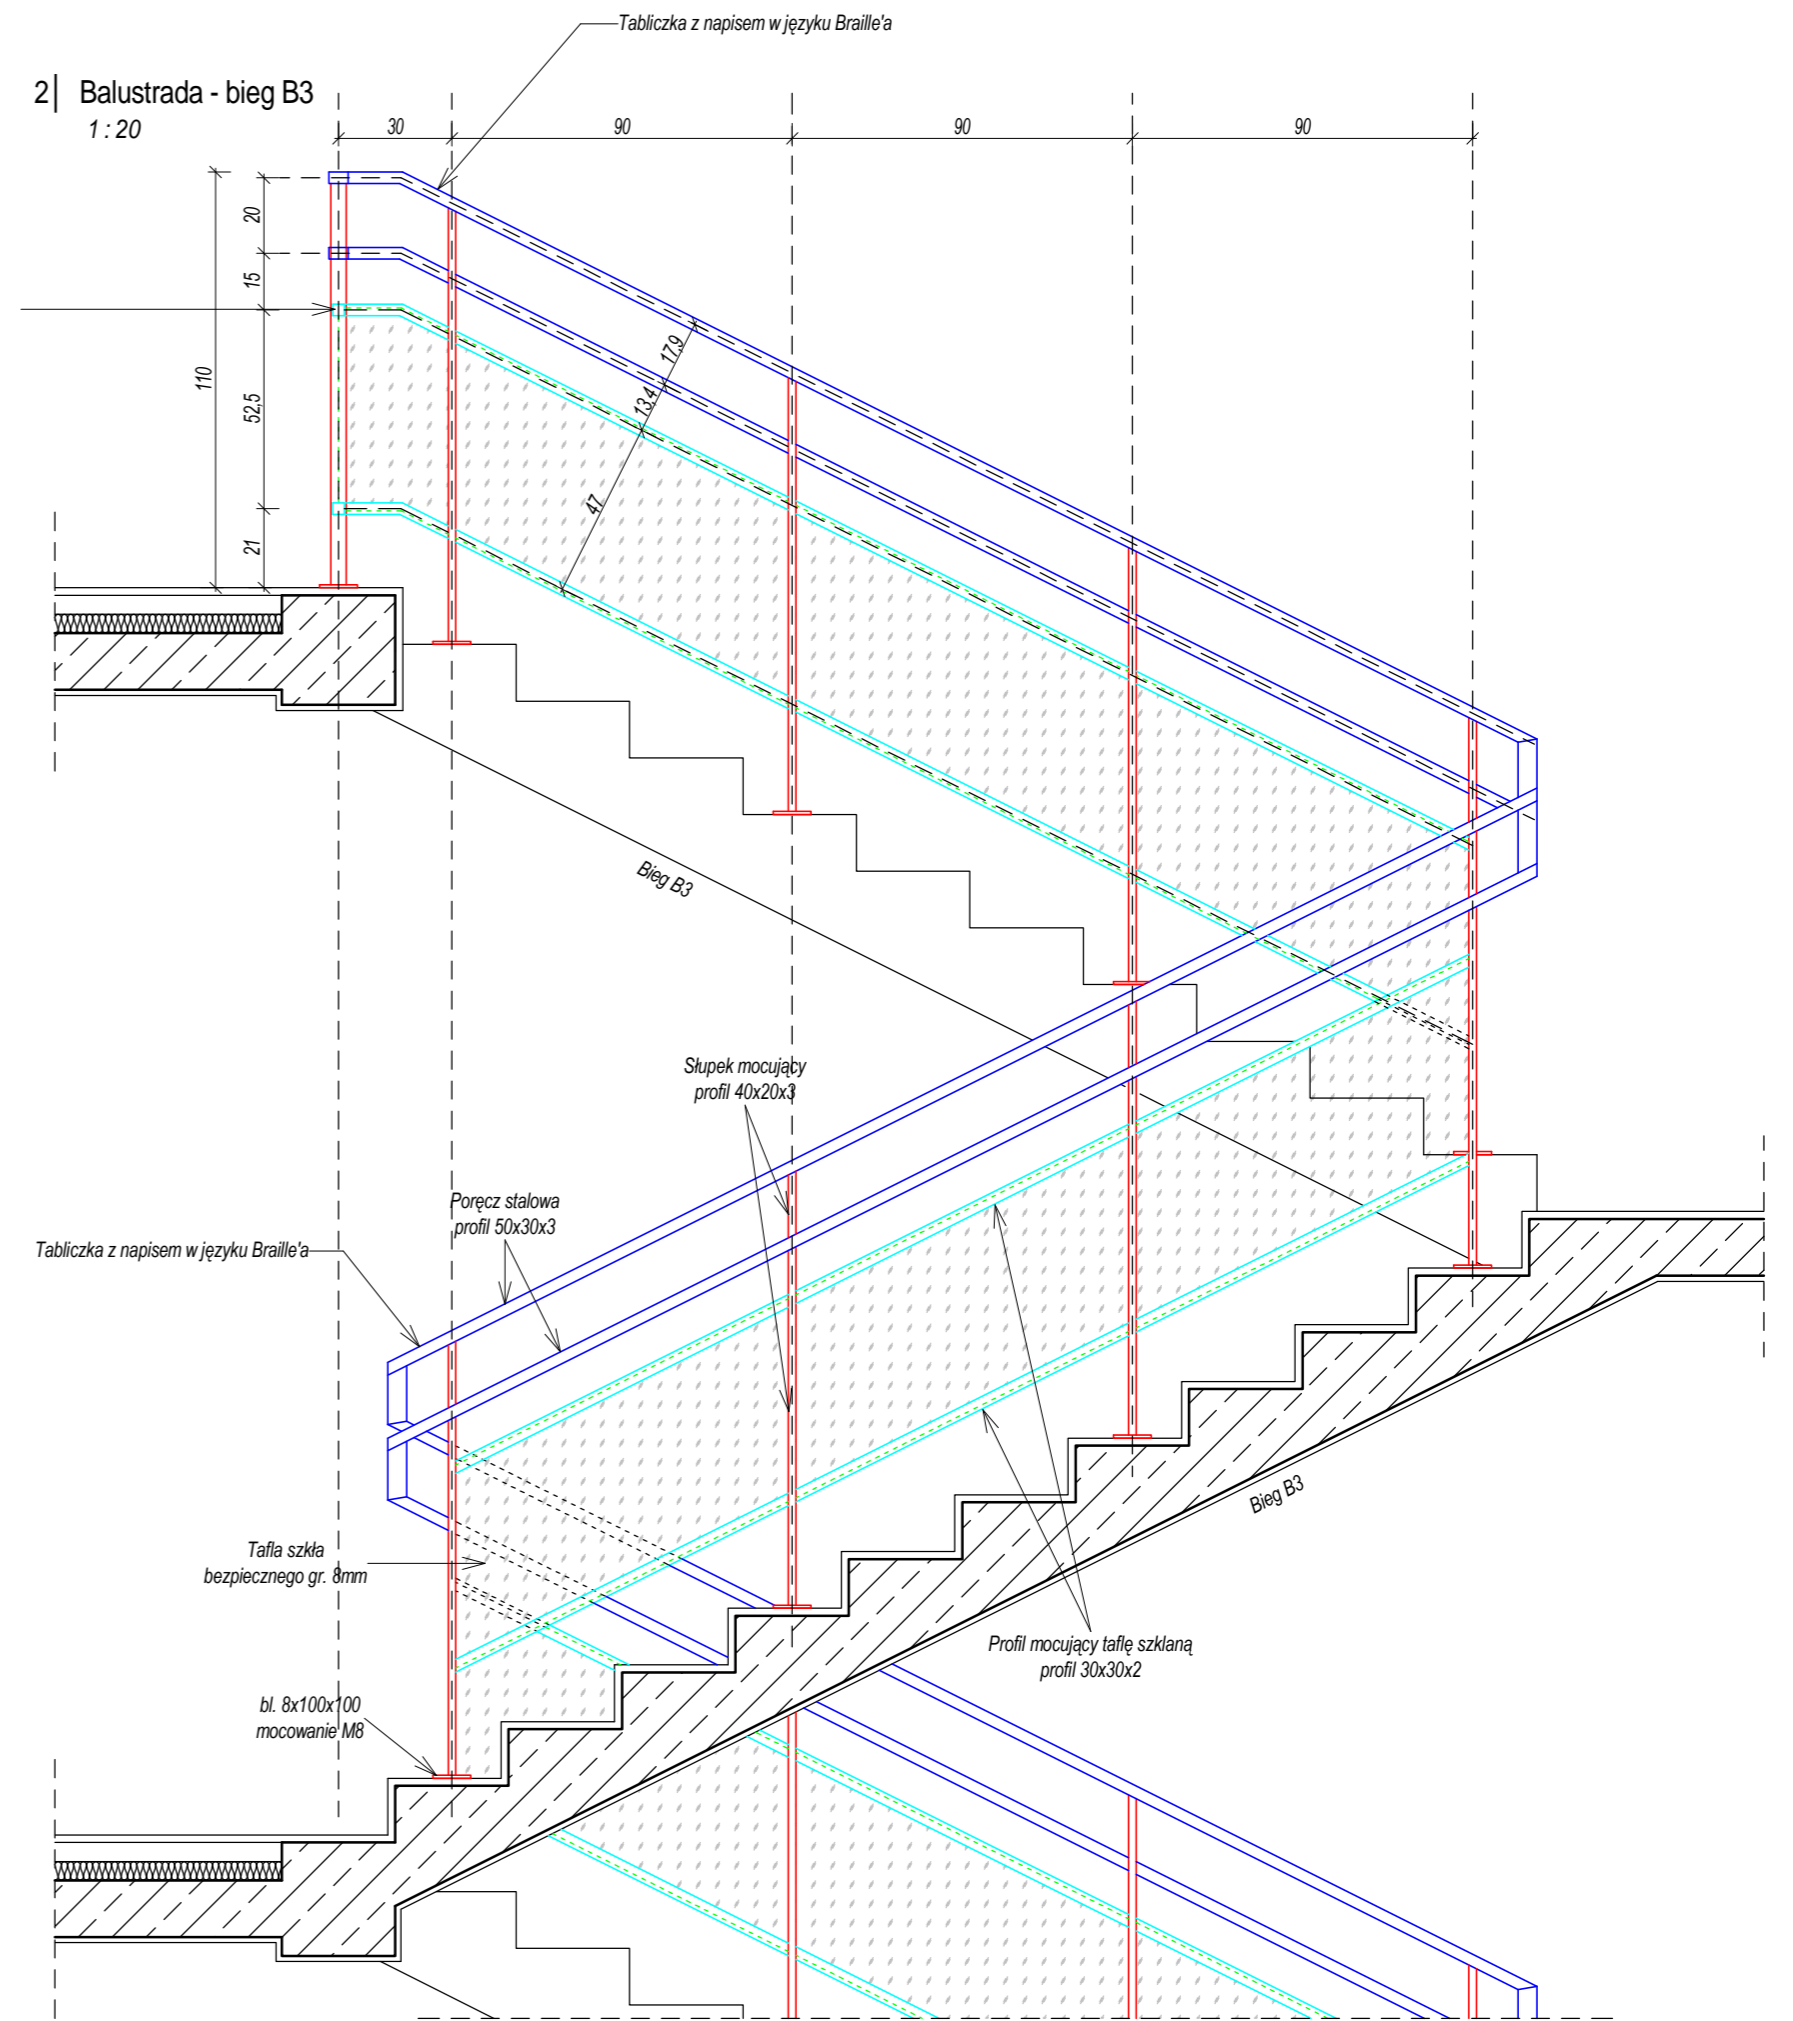 Tabliczka z napisem w języku Braille'a
2| Balustrada - bieg B3
1 : 20
30
90
90
90
20
15
110
52,5
21
17,9
13,4
47
Bieg B3
Słupek mocujący
profil 40x20x3
Poręcz stalowa
profil 50x30x3
Tabliczka z napisem w języku Braille'a
Bieg B3
Tafla szkła
bezpiecznego gr. 8mm
Profil mocujący taflę szklaną
profil 30x30x2
bl. 8x100x100
mocowanie M8